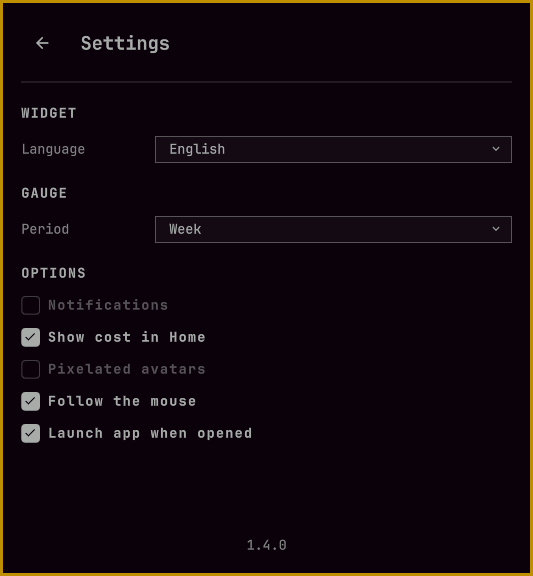 Settings
WIDGET
Language English
GAUGE
Period Week
OPTIONS
Notifications
Show cost in Home
Pixelated avatars
Follow the mouse
Launch app when opened
1.4.0